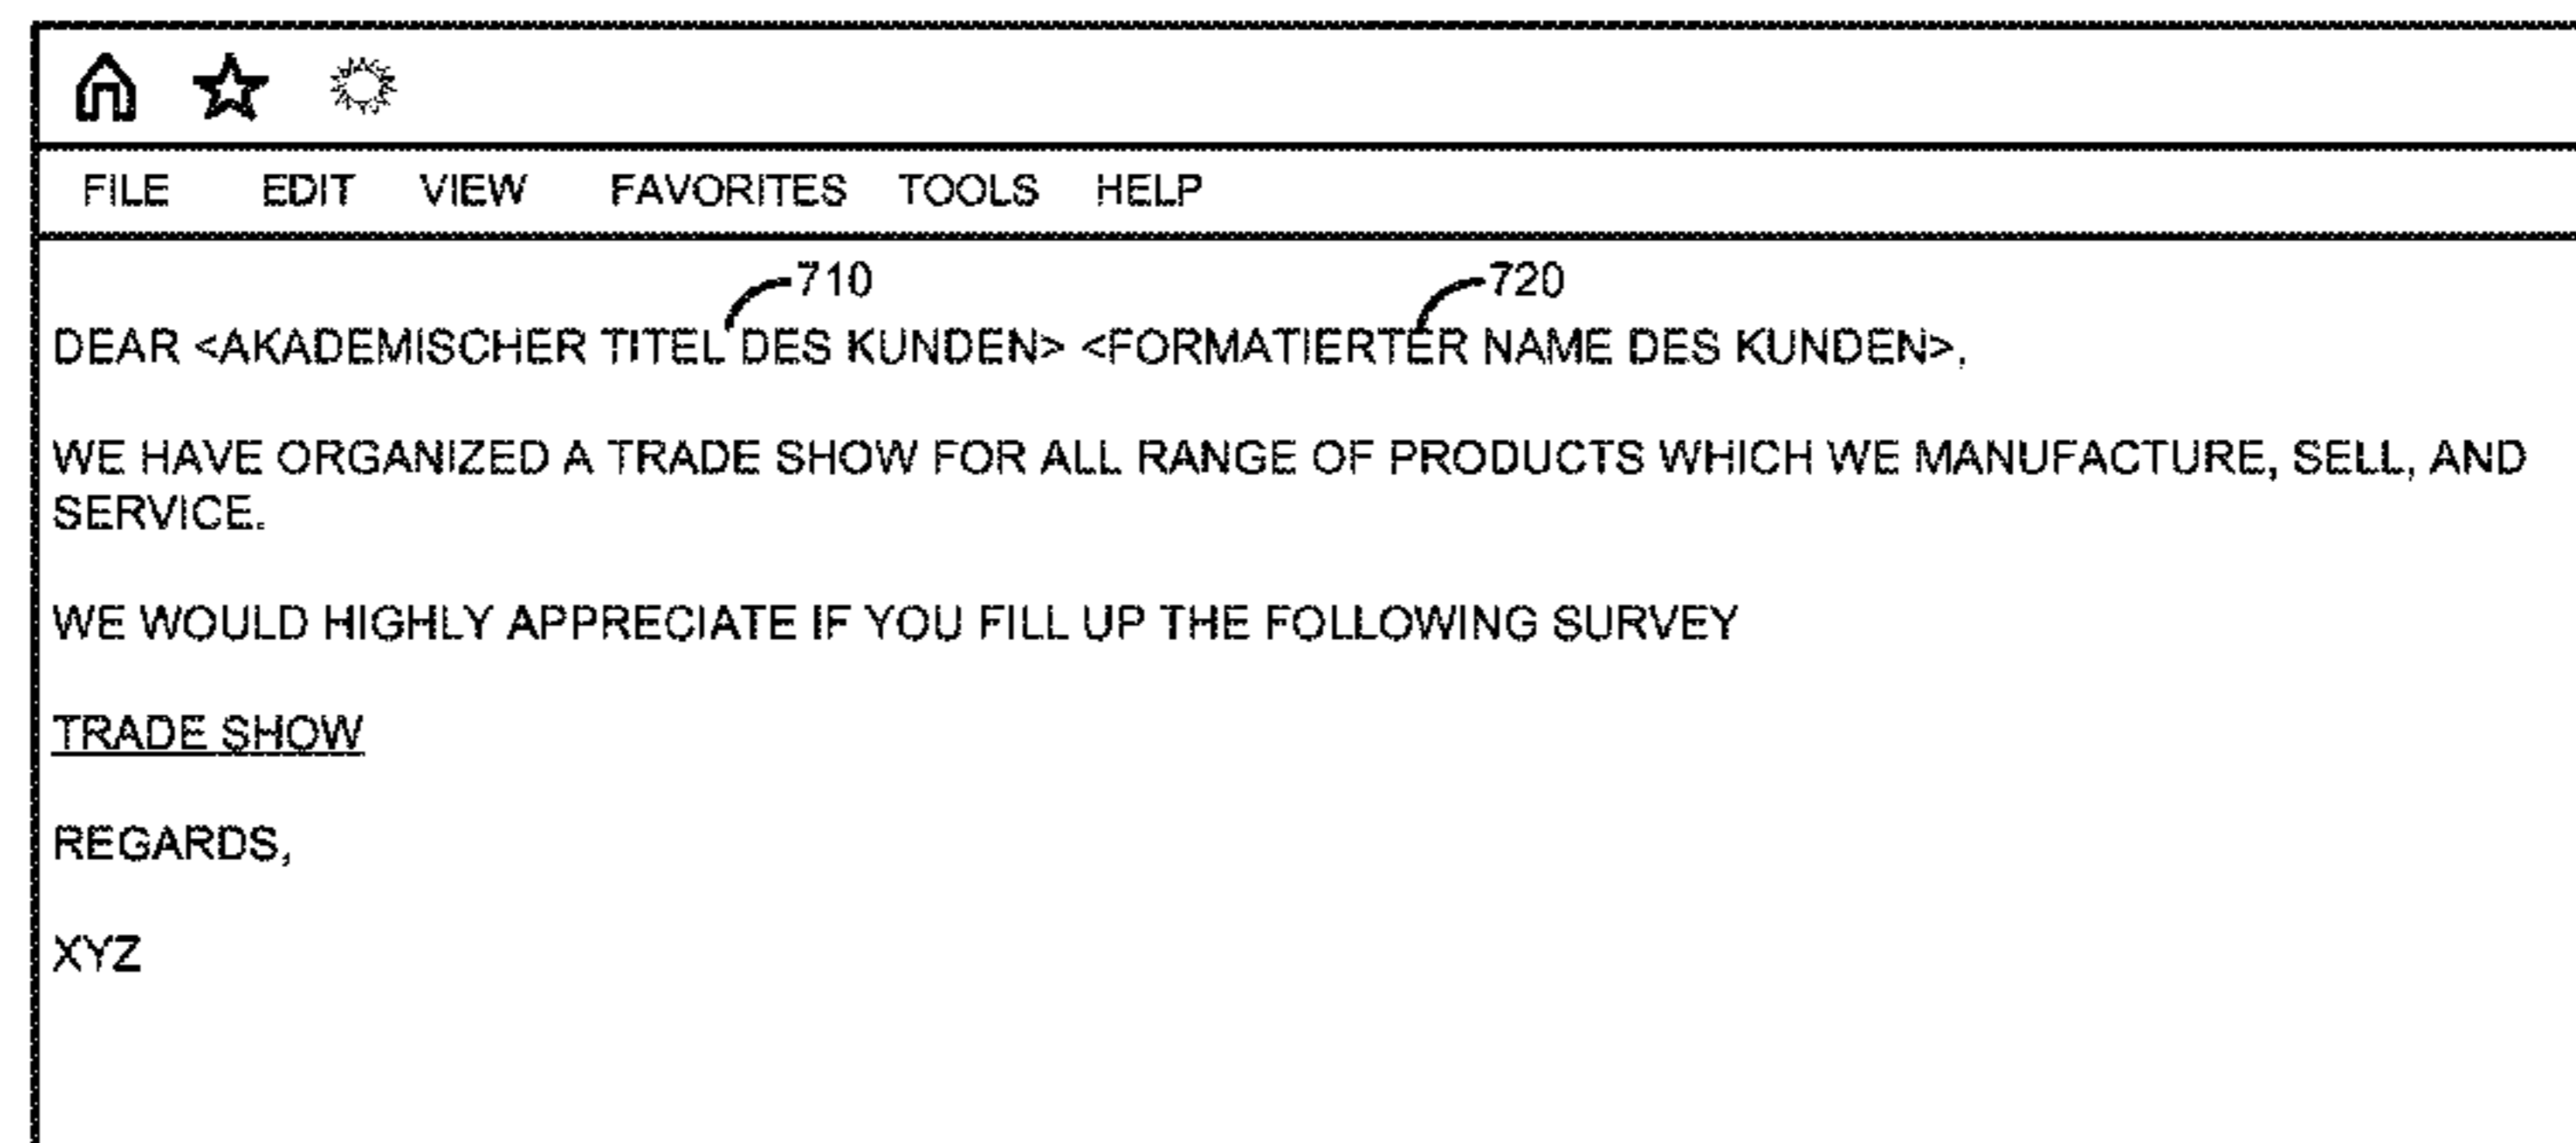 FILE EDIT VIEW FAVORITES TOOLS HELP
710 720
DEAR <AKADEMISCHER TITEL DES KUNDEN> <FORMATIERTER NAME DES KUNDEN>,
WE HAVE ORGANIZED A TRADE SHOW FOR ALL RANGE OF PRODUCTS WHICH WE MANUFACTURE, SELL, AND
SERVICE.
WE WOULD HIGHLY APPRECIATE IF YOU FILL UP THE FOLLOWING SURVEY
TRADE SHOW
REGARDS,
XYZ